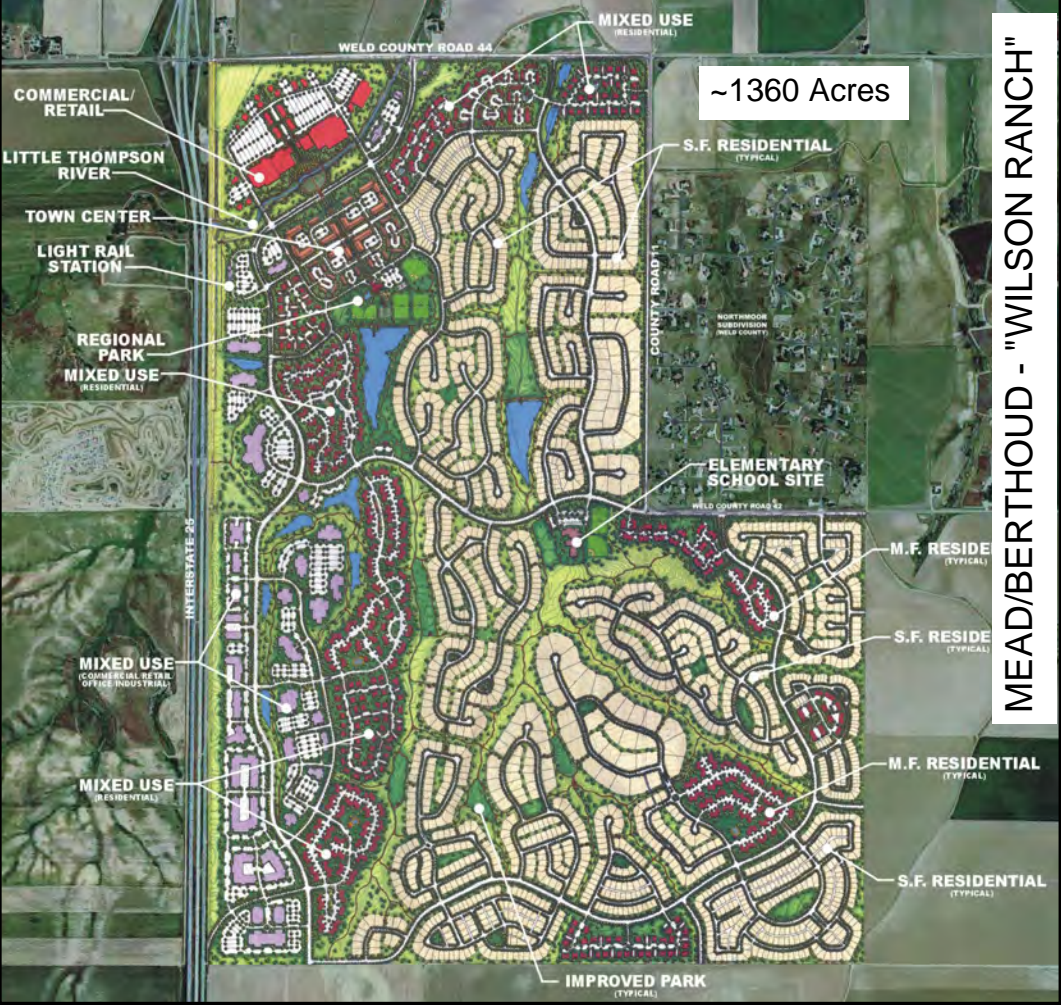 MIXED USE
(RESIDENTIAL)
WELD COUNTY ROAD 44
~1360 Acres
COMMERCIAL/
RETAIL
S.F. RESIDENTIAL
(TYPICAL)
LITTLE THOMPSON
RIVER
TOWN CENTER
LIGHT RAIL
STATION
COUNTY ROAD 1
NORTHMOOR
SUBDIVISION
(WELD COUNTY)
REGIONAL
PARK
MIXED USE
(RESIDENTIAL)
ELEMENTARY
SCHOOL SITE
WELD COUNTY ROAD 42
INTERSTATE 25
M.F. RESIDE
(TYPICAL)
S.F. RESIDE
(TYPICAL)
MIXED USE
(COMMERCIAL/RETAIL
OFFICE/INDUSTRIAL)
MIXED USE
(RESIDENTIAL)
M.F. RESIDENTIAL
(TYPICAL)
S.F. RESIDENTIAL
(TYPICAL)
IMPROVED PARK
(TYPICAL)
MEAD/BERTHOUD - "WILSON RANCH"